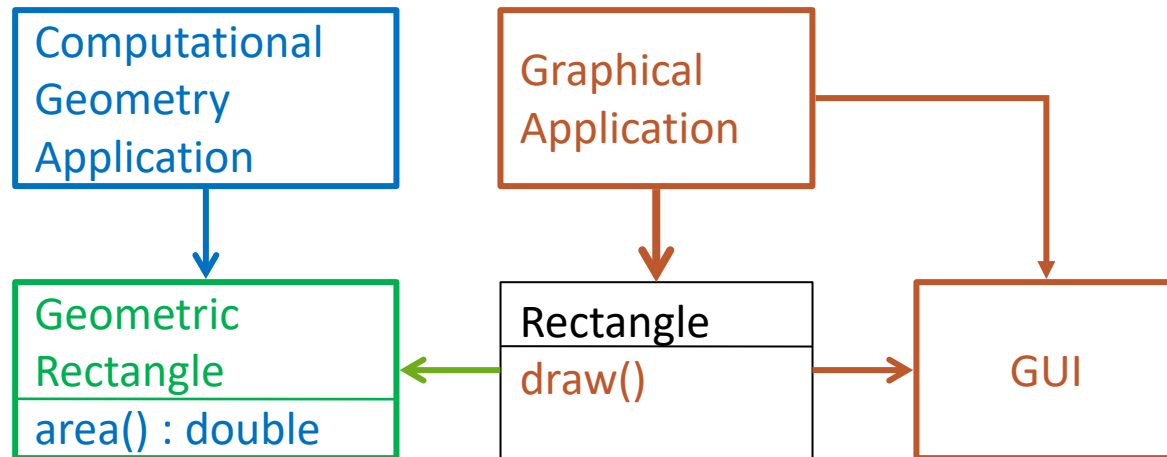 Computational
Geometry
Application
Graphical
Application
Geometric
Rectangle
area() : double
Rectangle
draw()
GUI